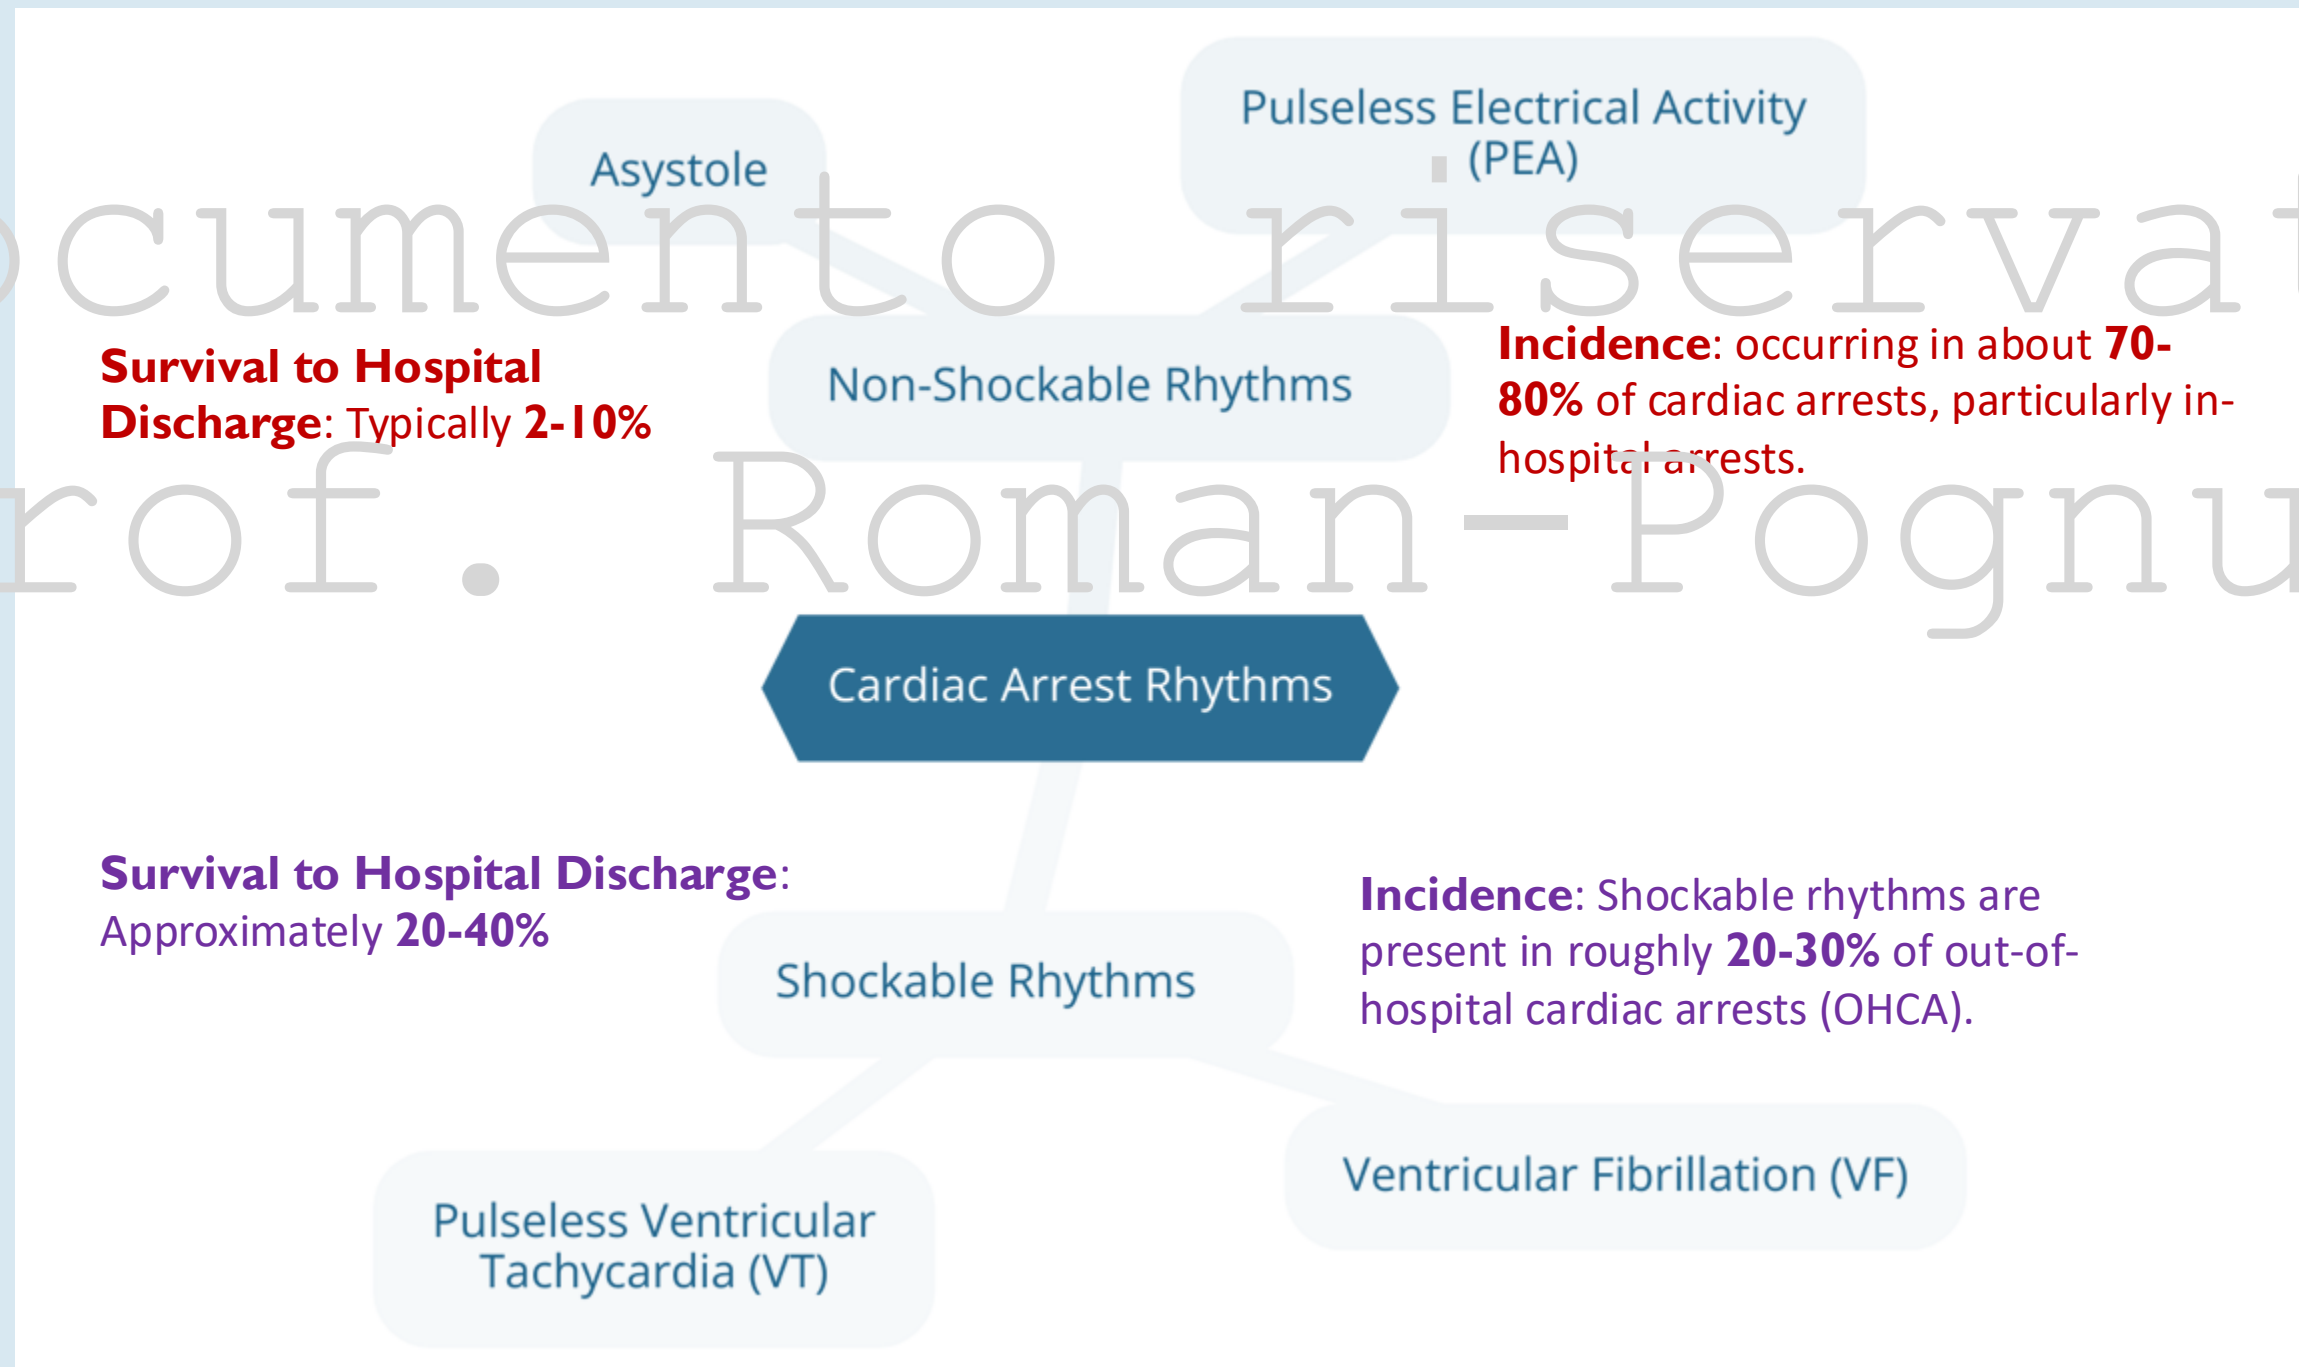 Pulseless Electrical Activity
(PEA)
Asystole
Survival to Hospital
Discharge: Typically 2-10%
Non-Shockable Rhythms
Incidence: occurring in about 70-
80% of cardiac arrests, particularly in-
hospital arrests.
Cardiac Arrest Rhythms
Survival to Hospital Discharge:
Approximately 20-40%
Shockable Rhythms
Incidence: Shockable rhythms are
present in roughly 20-30% of out-of-
hospital cardiac arrests (OHCA).
Pulseless Ventricular
Tachycardia (VT)
Ventricular Fibrillation (VF)
ocumento riservat
rof. Roman-Pognu